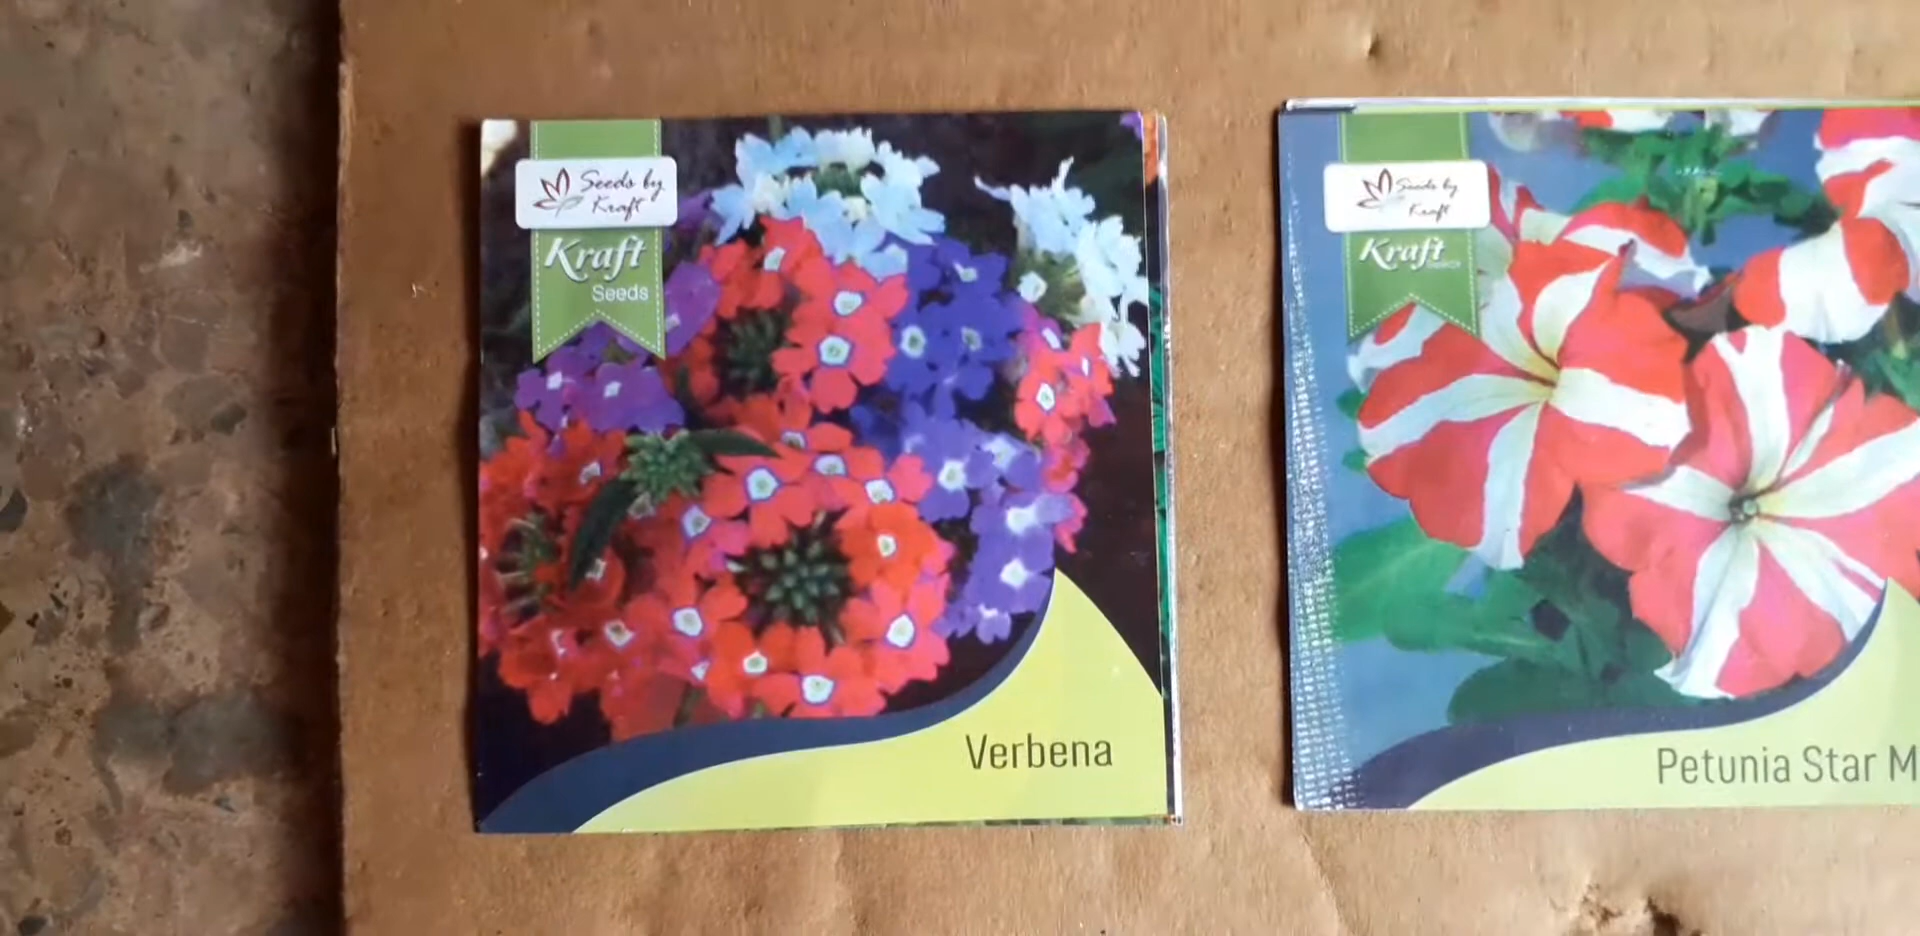 Seeds by
Kraft
Kraft
Seeds
Verbena
Seeds by
Kraft
Kraft
Petunia Star M